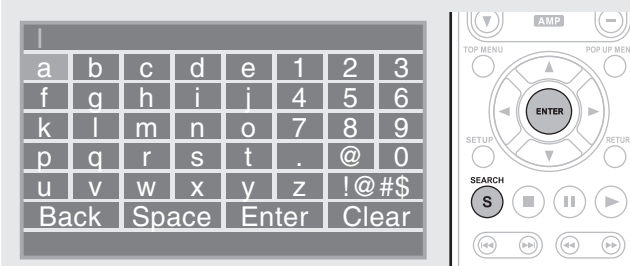 a b c d e 1 2 3
f g h i j 4 5 6
k l m n o 7 8 9
p q r s t . @ 0
u v w x y z !@#$
Back Space Enter Clear
AMP
TOP MENU
POP UP MEN
ENTER
SETUP
RETUR
SEARCH
S